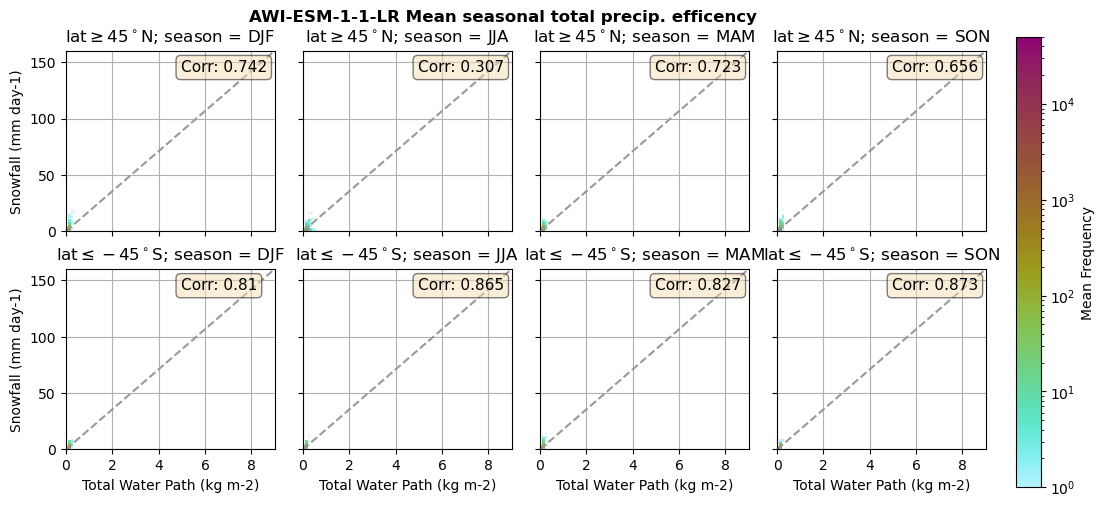 AWI-ESM-1-1-LR Mean seasonal total precip. efficency
lat ≥ 45°N; season = DJF
lat ≥ 45°N; season = JJA
lat ≥ 45°N; season = MAM
lat ≥ 45°N; season = SON
Corr: 0.742
Corr: 0.307
Corr: 0.723
Corr: 0.656
150
100
50
0
Snowfall (mm day-1)
lat ≤ −45°S; season = DJF
lat ≤ −45°S; season = JJA
lat ≤ −45°S; season = MAM
lat ≤ −45°S; season = SON
Corr: 0.81
Corr: 0.865
Corr: 0.827
Corr: 0.873
150
100
50
0
Snowfall (mm day-1)
0 2 4 6 8
0 2 4 6 8
0 2 4 6 8
0 2 4 6 8
Total Water Path (kg m-2)
Total Water Path (kg m-2)
Total Water Path (kg m-2)
Total Water Path (kg m-2)
10⁴
10³
10²
10¹
10⁰
Mean Frequency